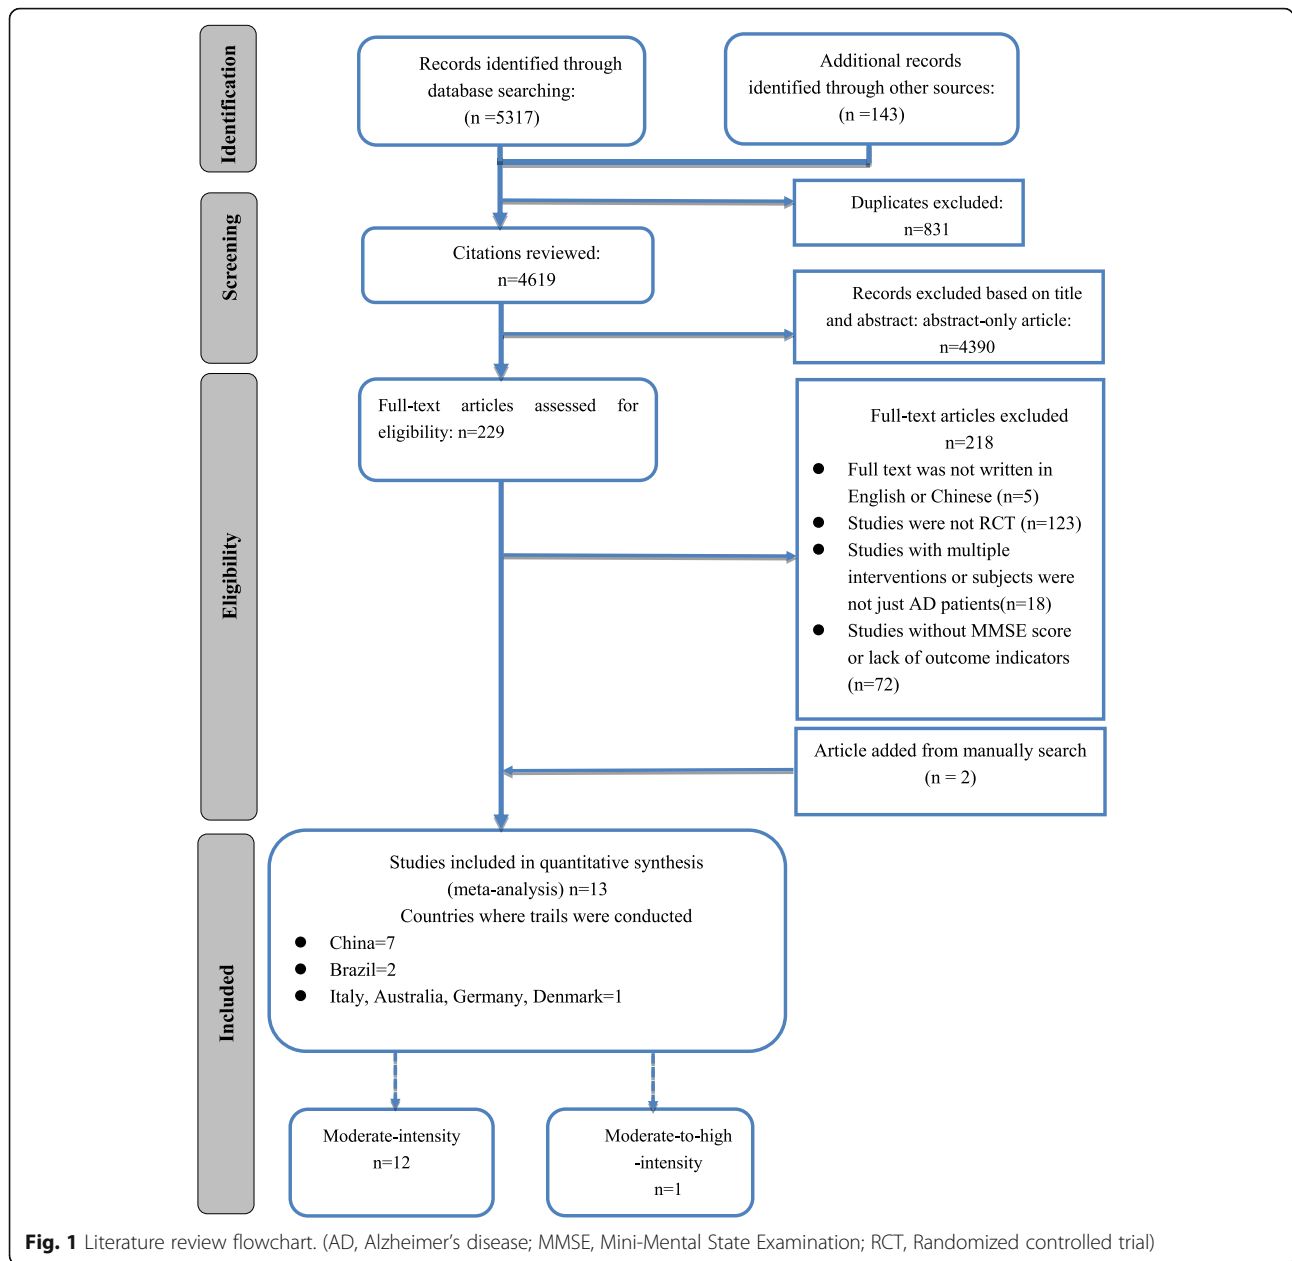 Identification
Records identified through
database searching:
(n =5317)
Additional records
identified through other sources:
(n =143)
Screening
Duplicates excluded:
n=831
Citations reviewed:
n=4619
Records excluded based on title
and abstract: abstract-only article:
n=4390
Eligibility
Full-text articles assessed for
eligibility: n=229
Full-text articles excluded
n=218
● Full text was not written in
English or Chinese (n=5)
● Studies were not RCT (n=123)
● Studies with multiple
interventions or subjects were
not just AD patients(n=18)
● Studies without MMSE score
or lack of outcome indicators
(n=72)
Article added from manually search
(n = 2)
Included
Studies included in quantitative synthesis
(meta-analysis) n=13
Countries where trails were conducted
● China=7
● Brazil=2
● Italy, Australia, Germany, Denmark=1
Moderate-intensity
n=12
Moderate-to-high
-intensity
n=1
Fig. 1 Literature review flowchart. (AD, Alzheimer's disease; MMSE, Mini-Mental State Examination; RCT, Randomized controlled trial)